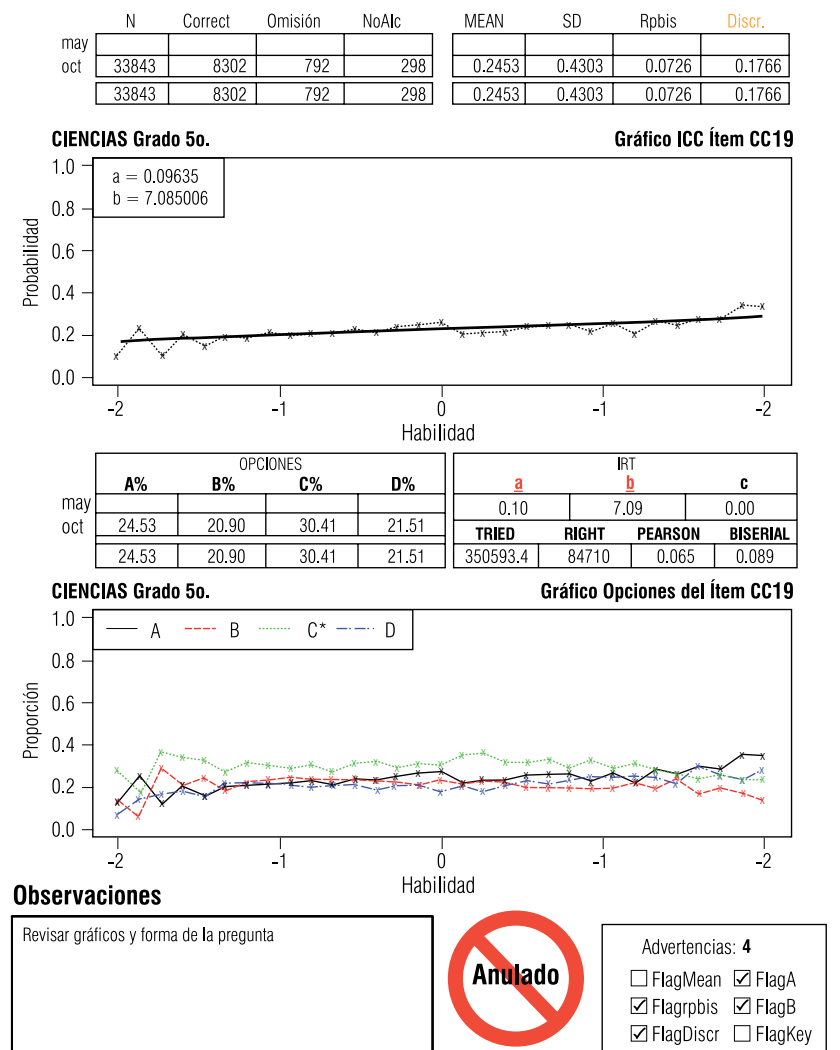 N Correct Omisión NoAlc MEAN SD Rpbis Discr.
may
oct 33843 8302 792 298 0.2453 0.4303 0.0726 0.1766
33843 8302 792 298 0.2453 0.4303 0.0726 0.1766
CIENCIAS Grado 5o. Gráfico ICC Ítem CC19
a = 0.09635
b = 7.085006
Probabilidad
1.0
0.8
0.6
0.4
0.2
0.0
-2 -1 0 -1 -2
Habilidad
OPCIONES IRT
A% B% C% D% a b c
may 0.10 7.09 0.00
oct 24.53 20.90 30.41 21.51 TRIED RIGHT PEARSON BISERIAL
24.53 20.90 30.41 21.51 350593.4 84710 0.065 0.089
CIENCIAS Grado 5o. Gráfico Opciones del Ítem CC19
A B C* D
Proporción
1.0
0.8
0.6
0.4
0.2
0.0
-2 -1 0 -1 -2
Habilidad
Observaciones
Revisar gráficos y forma de la pregunta
Anulado
Advertencias: 4
FlagMean FlagA
Flagrpbis FlagB
FlagDiscr FlagKey